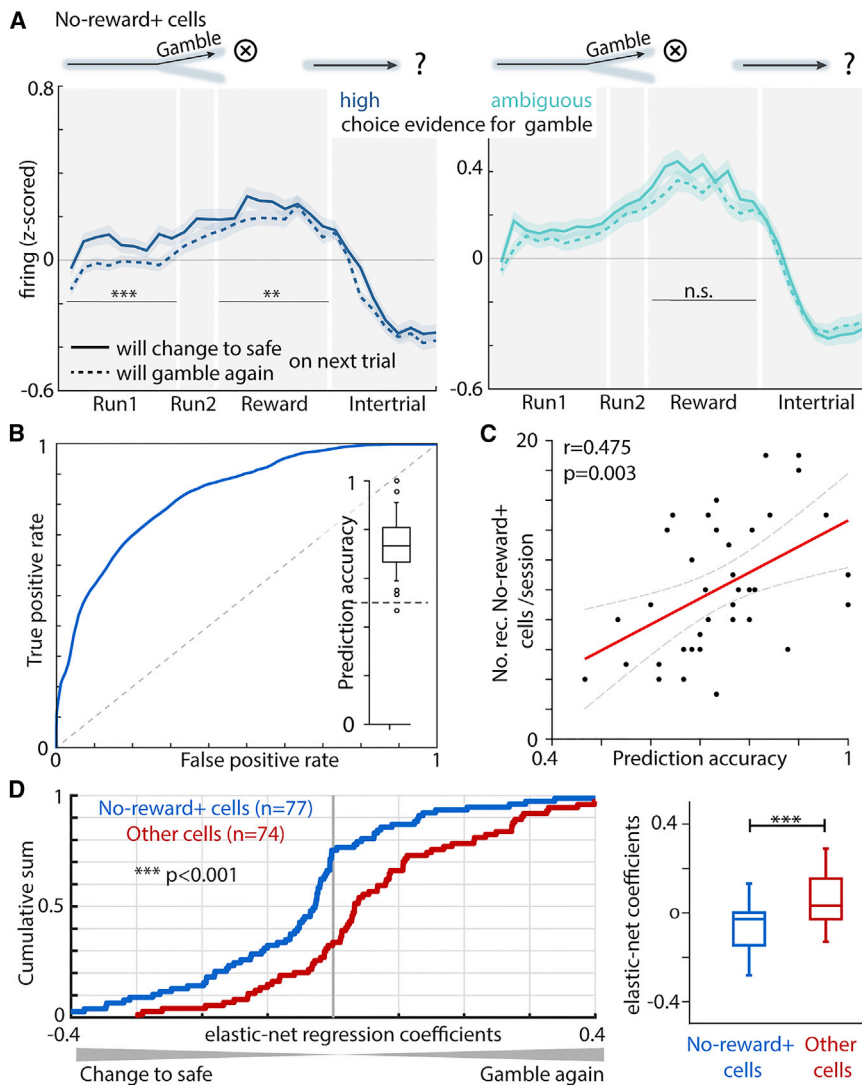 A
No-reward+ cells
Gamble
?
Gamble
?
0.8
0
-0.6
firing (z-scored)
high
ambiguous
choice evidence for gamble
0.4
0
-0.6
***
**
n.s.
will change to safe
will gamble again
on next trial
Run1
Run2
Reward
Intertrial
Run1
Run2
Reward
Intertrial
B
1
0
True positive rate
0
False positive rate
1
1
0
Prediction accuracy
C
20
0
No. rec. No-reward+
cells /session
r=0.475
p=0.003
0.4
Prediction accuracy
1
D
1
0
Cumulative sum
No-reward+ cells (n=77)
Other cells (n=74)
*** p<0.001
-0.4
elastic-net regression coefficients
0.4
Change to safe
Gamble again
elastic-net coefficients
0.4
0
-0.4
***
No-reward+
cells
Other
cells